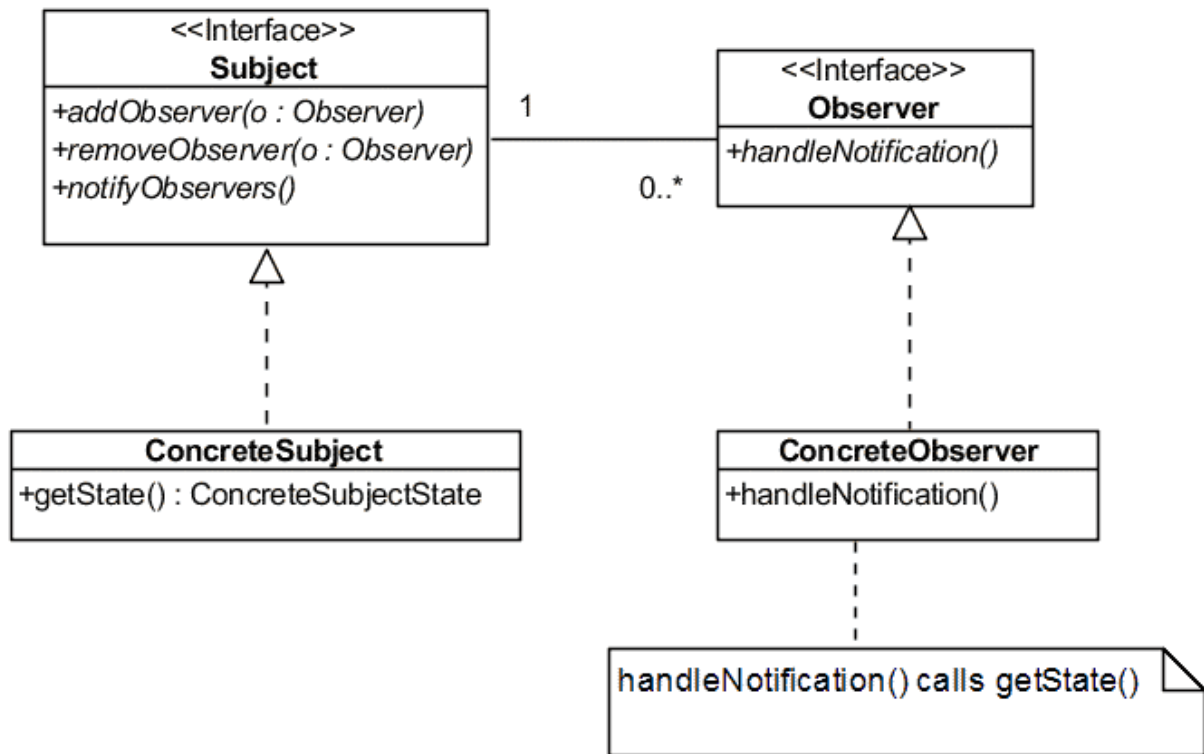 <<Interface>>
Subject
+addObserver(o : Observer)
+removeObserver(o : Observer)
+notifyObservers()
1
0..*
<<Interface>>
Observer
+handleNotification()
ConcreteSubject
+getState() : ConcreteSubjectState
ConcreteObserver
+handleNotification()
handleNotification() calls getState()